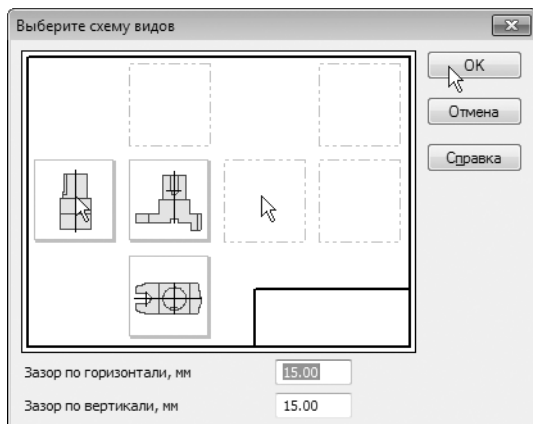 Выберите схему видов
OK
Отмена
Справка
Зазор по горизонтали, мм 15.00
Зазор по вертикали, мм 15.00